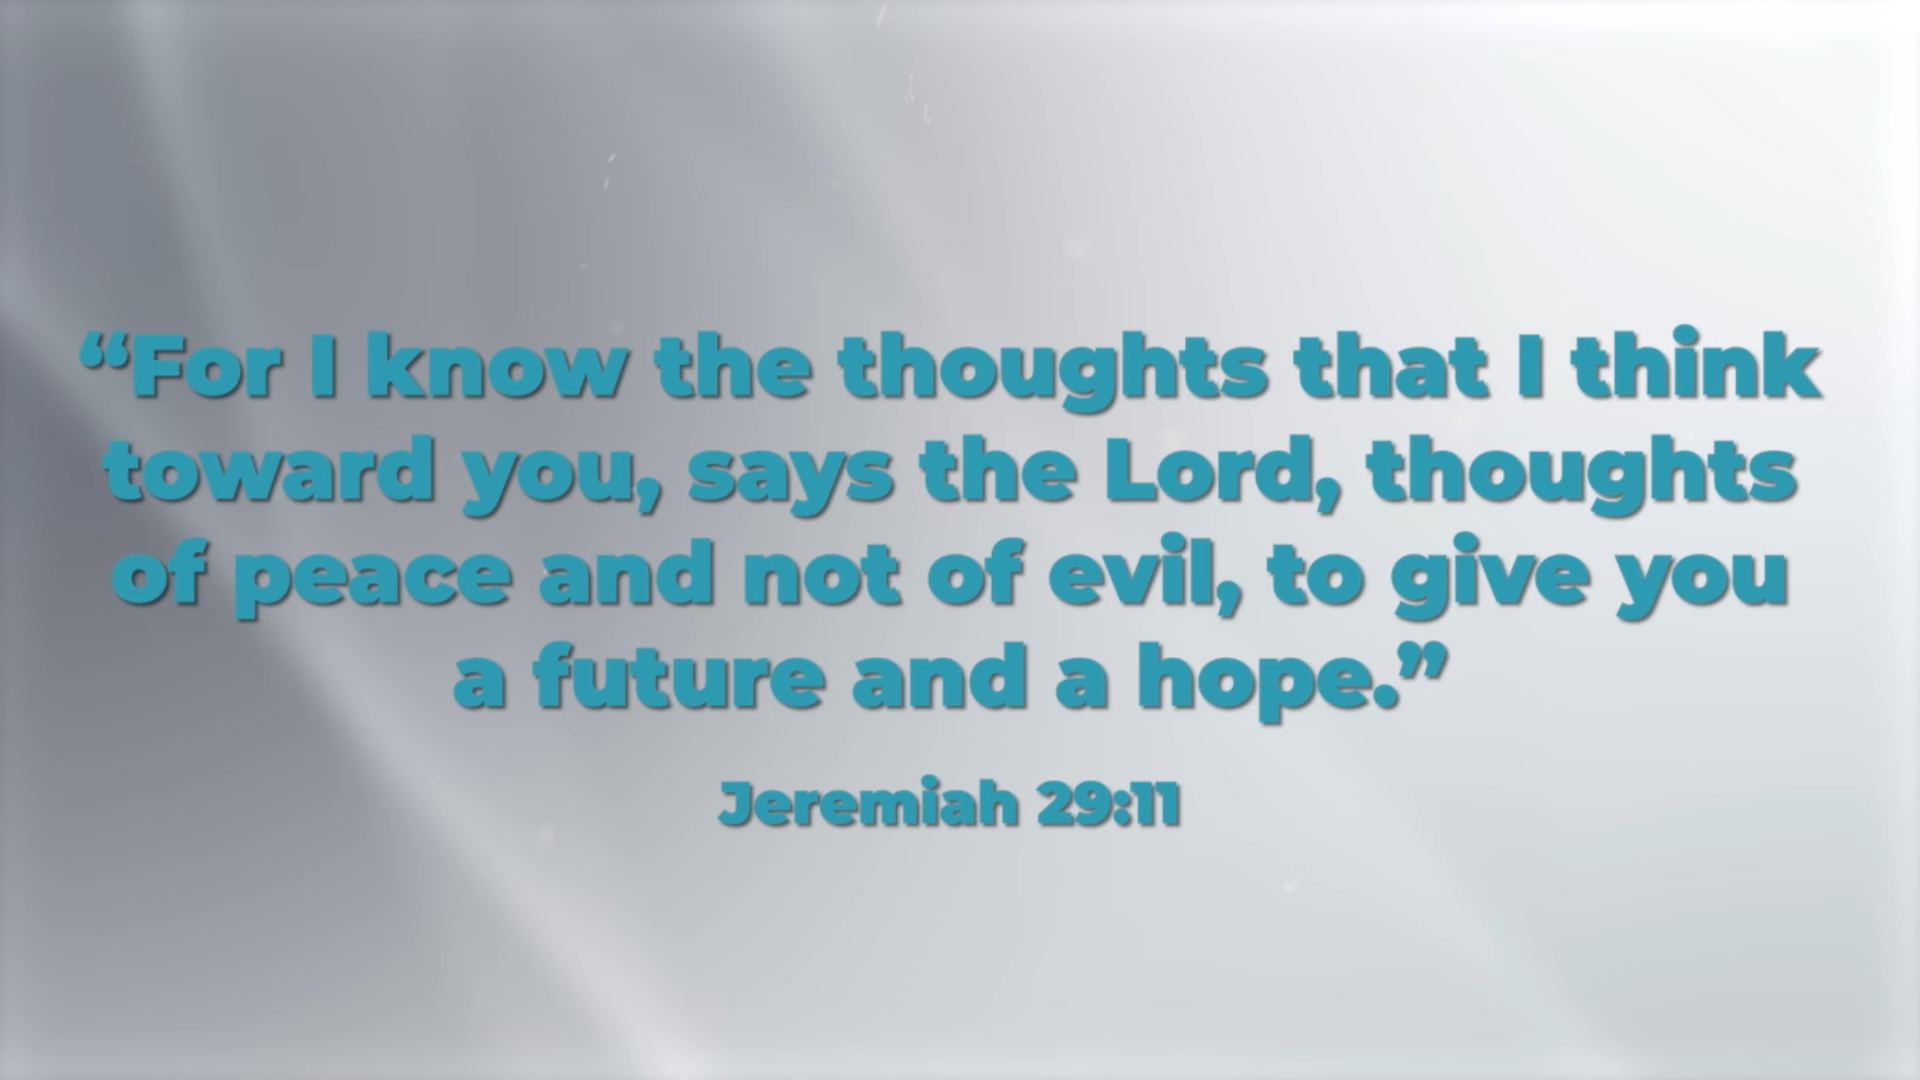 “For I know the thoughts that I think
toward you, says the Lord, thoughts
of peace and not of evil, to give you
a future and a hope.”
Jeremiah 29:11